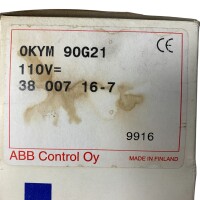 OKYM 90G21
110V=
38 007 16-7
CE
9916
ABB Control Oy
MADE IN FINLAND